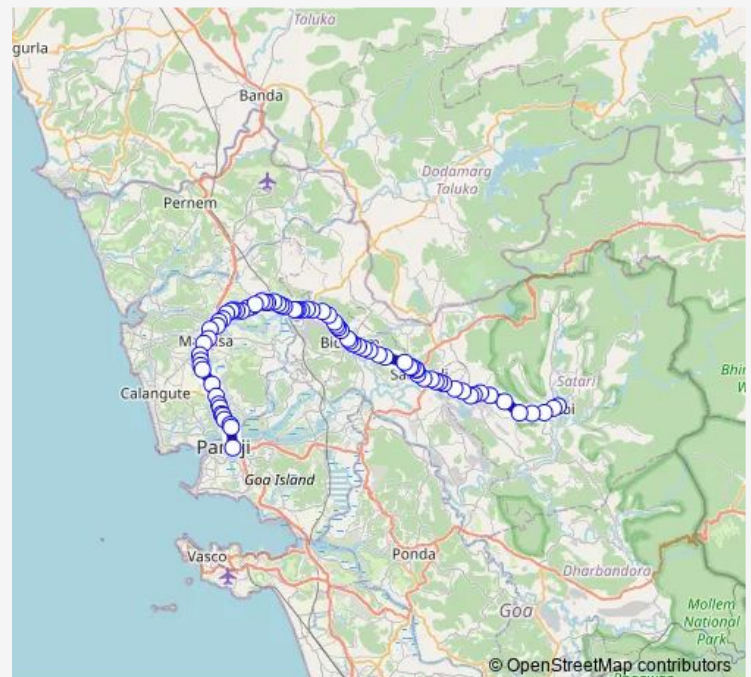 Taluka
gurla
Banda
Dodamarg
Taluka
Pernem
Calangute
Satari
Goa Island
Vasco
Ponda
Dharbandora
Goa
Mollem
National
Park
© OpenStreetMap contributors